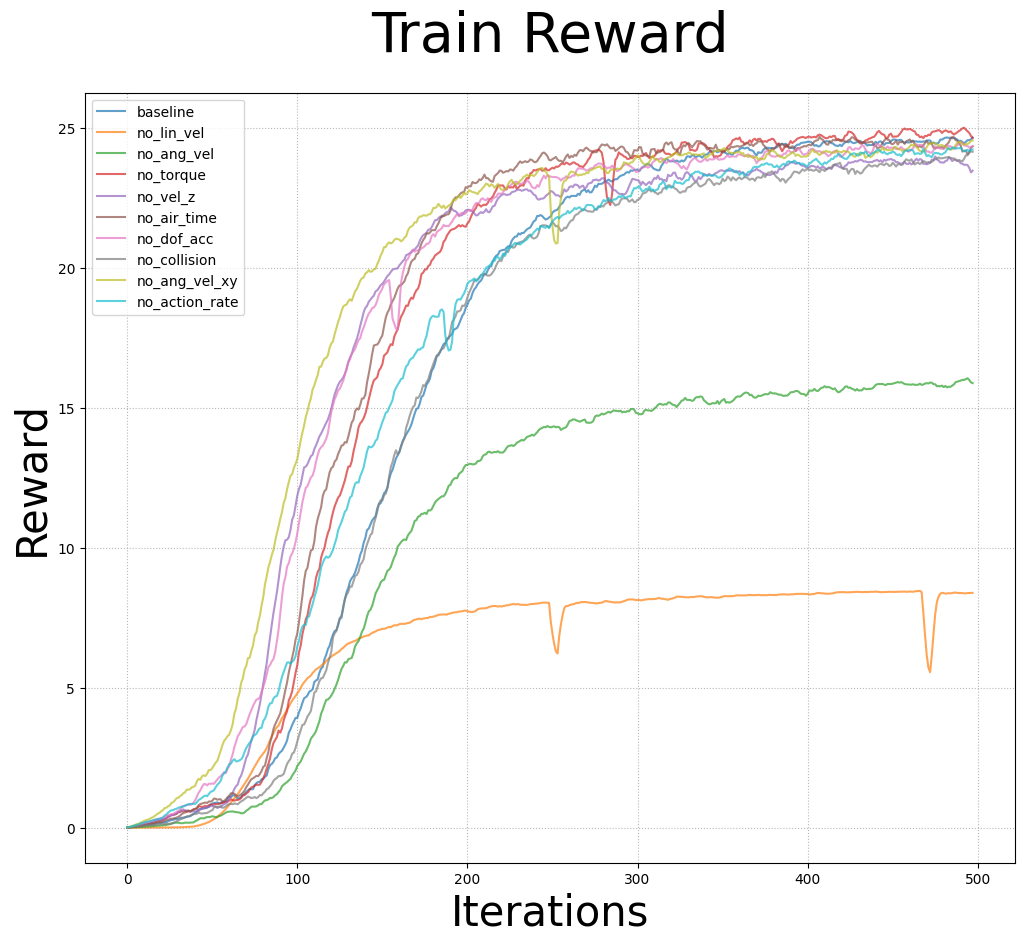 Train Reward
baseline
no_lin_vel
no_ang_vel
no_torque
no_vel_z
no_air_time
no_dof_acc
no_collision
no_ang_vel_xy
no_action_rate
25
20
15
10
5
0
Reward
0 100 200 300 400 500
Iterations